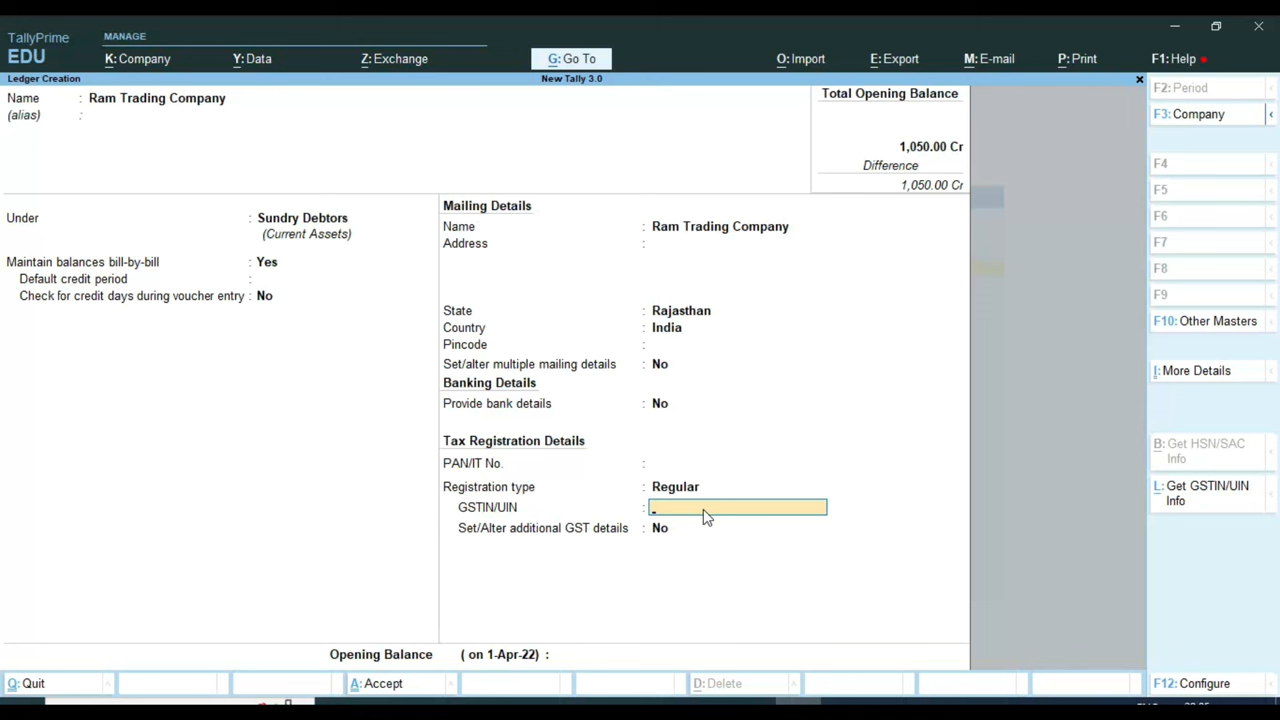 TallyPrime
EDU
MANAGE
K: Company
Y: Data
Z: Exchange
G: Go To
O: Import
E: Export
M: E-mail
P: Print
F1: Help
Ledger Creation
New Tally 3.0
Name : Ram Trading Company
(alias) :
Total Opening Balance
1,050.00 Cr
Difference
1,050.00 Cr
Under : Sundry Debtors
(Current Assets)
Maintain balances bill-by-bill : Yes
Default credit period :
Check for credit days during voucher entry : No
Mailing Details
Name : Ram Trading Company
Address :
State : Rajasthan
Country : India
Pincode :
Set/alter multiple mailing details : No
Banking Details
Provide bank details : No
Tax Registration Details
PAN/IT No. :
Registration type : Regular
GSTIN/UIN :
Set/Alter additional GST details : No
Opening Balance ( on 1-Apr-22) :
F2: Period
F3: Company
F4
F5
F6
F7
F8
F9
F10: Other Masters
I: More Details
B: Get HSN/SAC
Info
L: Get GSTIN/UIN
Info
Q: Quit
A: Accept
D: Delete
F12: Configure